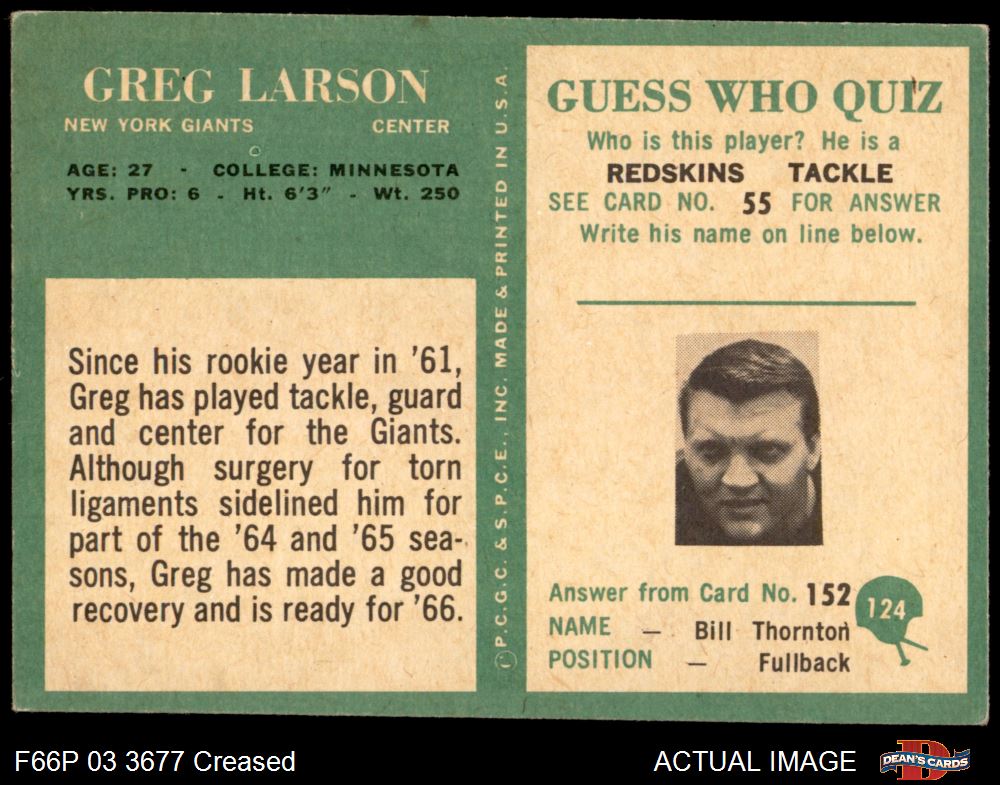 GREG LARSON
NEW YORK GIANTS CENTER
AGE: 27 - COLLEGE: MINNESOTA
YRS. PRO: 6 - Ht. 6'3" - Wt. 250
Since his rookie year in '61,
Greg has played tackle, guard
and center for the Giants.
Although surgery for torn
ligaments sidelined him for
part of the '64 and '65 sea-
sons, Greg has made a good
recovery and is ready for '66.
©P.C.G.C. & S.P.C.E., INC. MADE & PRINTED IN U.S.A.
GUESS WHO QUIZ
Who is this player? He is a
REDSKINS TACKLE
SEE CARD NO. 55 FOR ANSWER
Write his name on line below.
Answer from Card No. 152
NAME — Bill Thornton
POSITION — Fullback
124
F66P 03 3677 Creased
ACTUAL IMAGE
D
DEAN'S CARDS